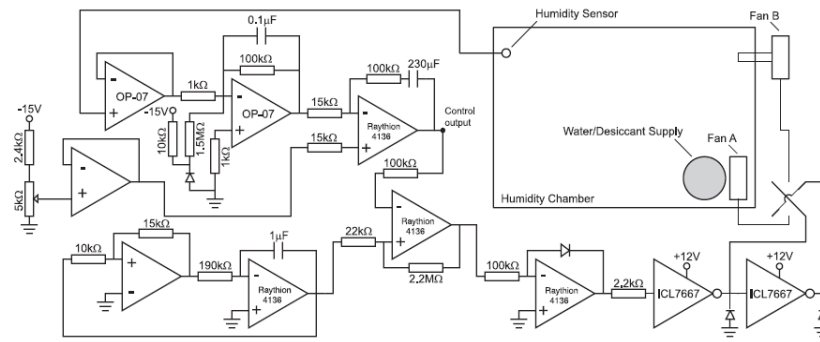 0.1µF
100kΩ
Humidity Sensor
Fan B
OP-07
1kΩ
-15V
10kΩ
1.5MΩ
1kΩ
OP-07
15kΩ
15kΩ
100kΩ
230µF
Raythion
4136
Control
output
-15V
2.4kΩ
5kΩ
Water/Desiccant Supply
Fan A
Humidity Chamber
100kΩ
Raythion
4136
22kΩ
2.2MΩ
10kΩ
15kΩ
190kΩ
1µF
Raythion
4136
100kΩ
Raythion
4136
2.2kΩ
+12V
ICL7667
+12V
ICL7667